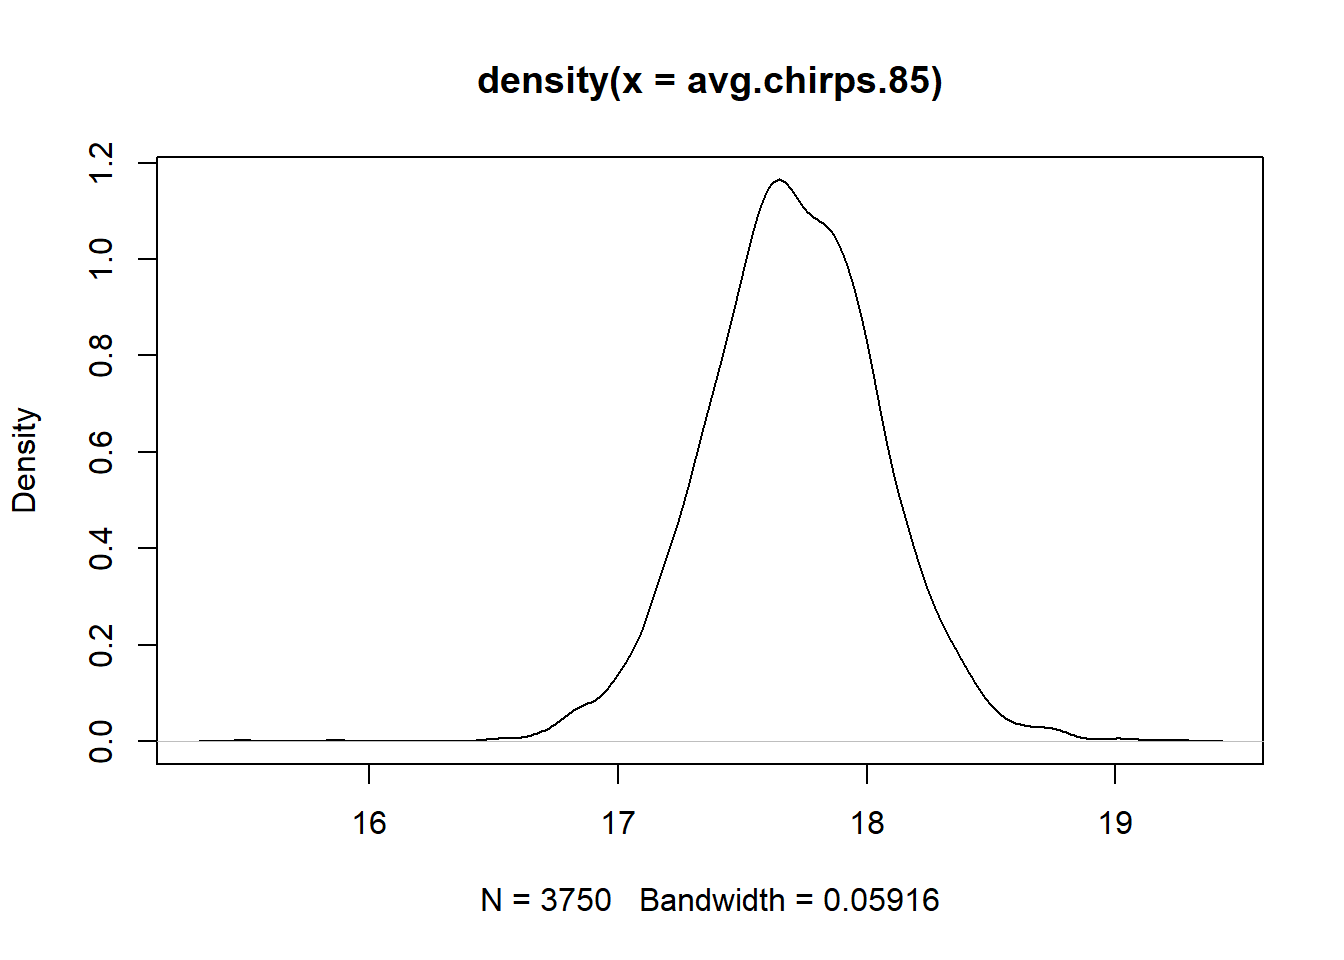 density(x = avg.chirps.85)
Density
1.2
1.0
0.8
0.6
0.4
0.2
0.0
16 17 18 19
N = 3750 Bandwidth = 0.05916